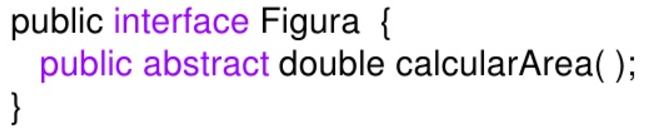 public interface Figura {
public abstract double calcularArea( );
}